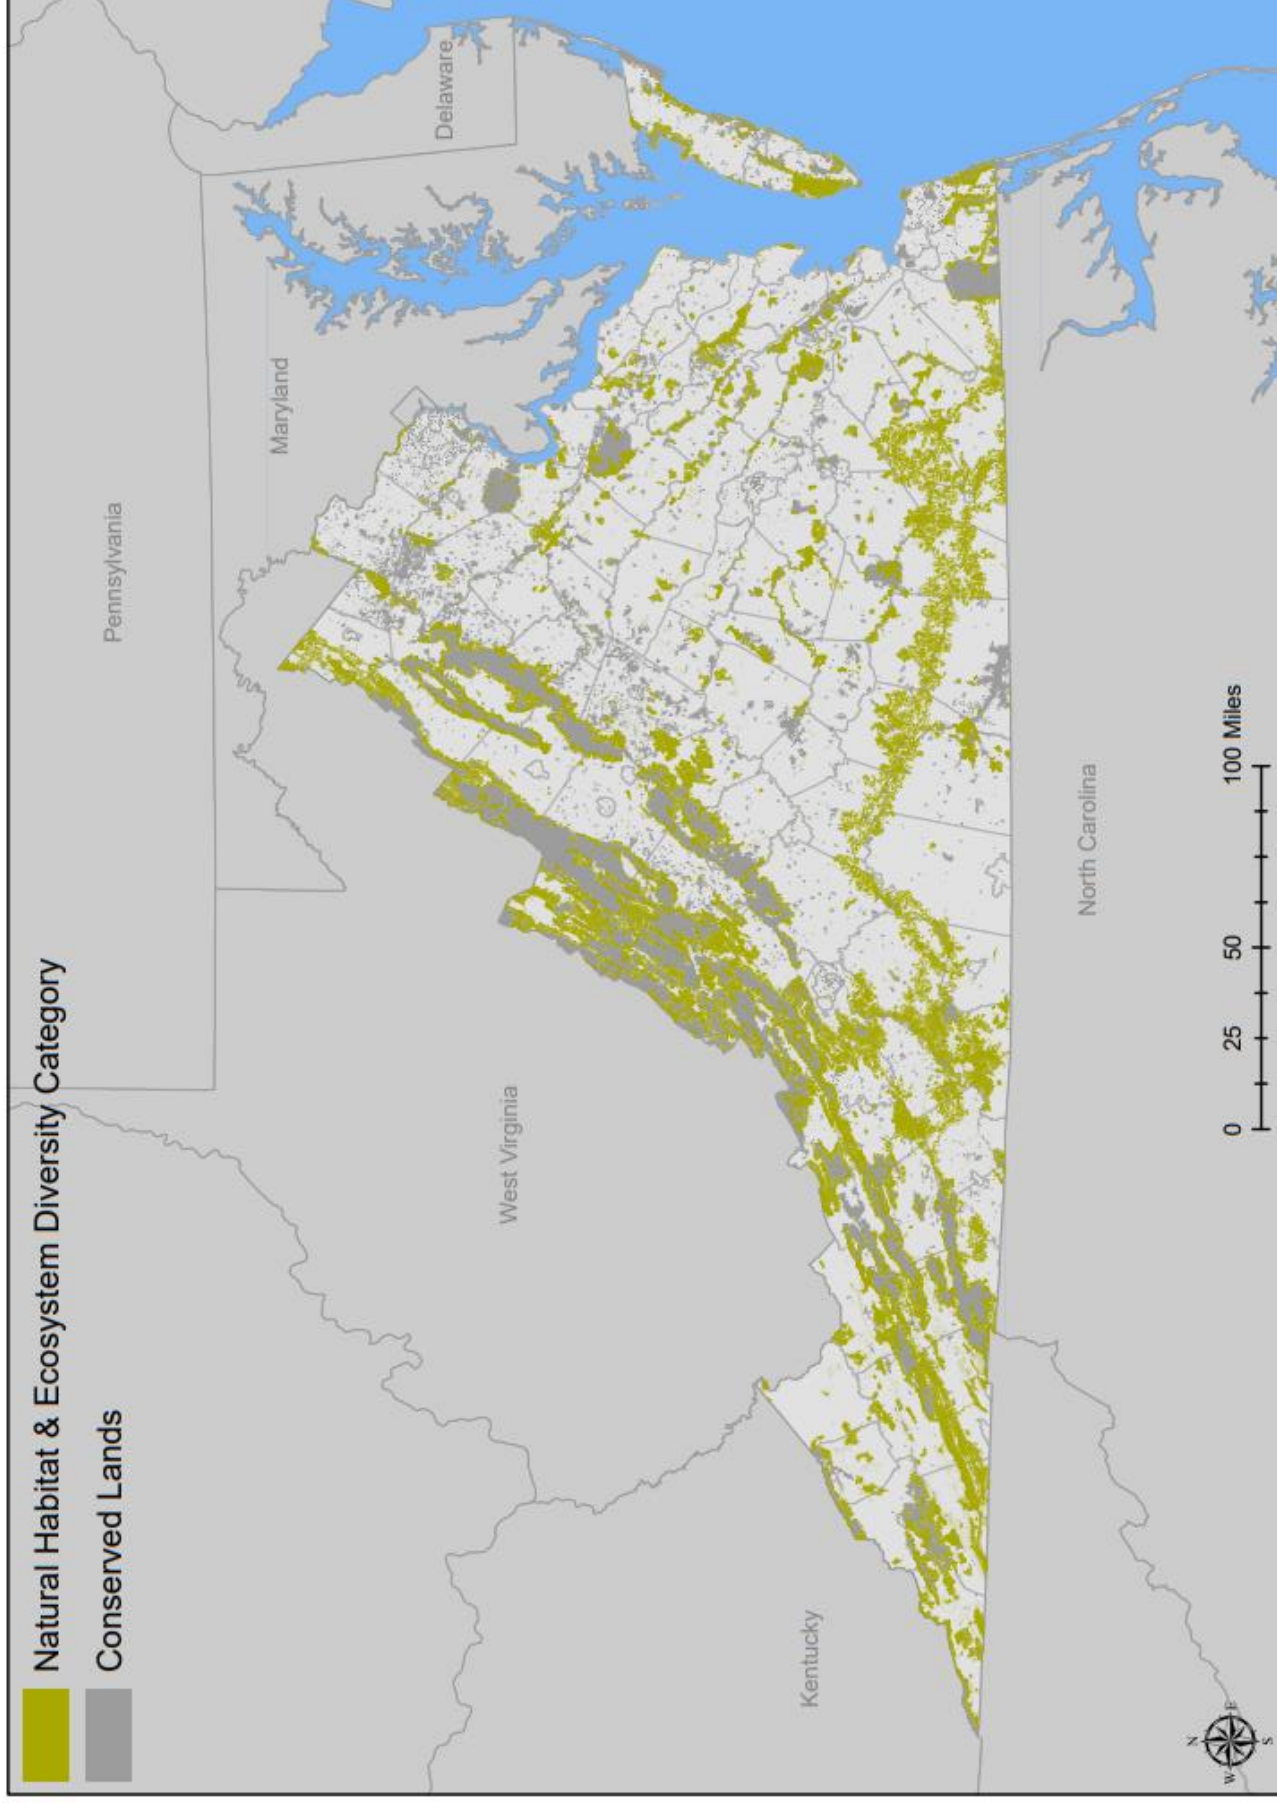 Natural Habitat & Ecosystem Diversity Category
Conserved Lands
Pennsylvania
Maryland
Delaware
West Virginia
Kentucky
North Carolina
0 25 50 100 Miles
N
W E
S